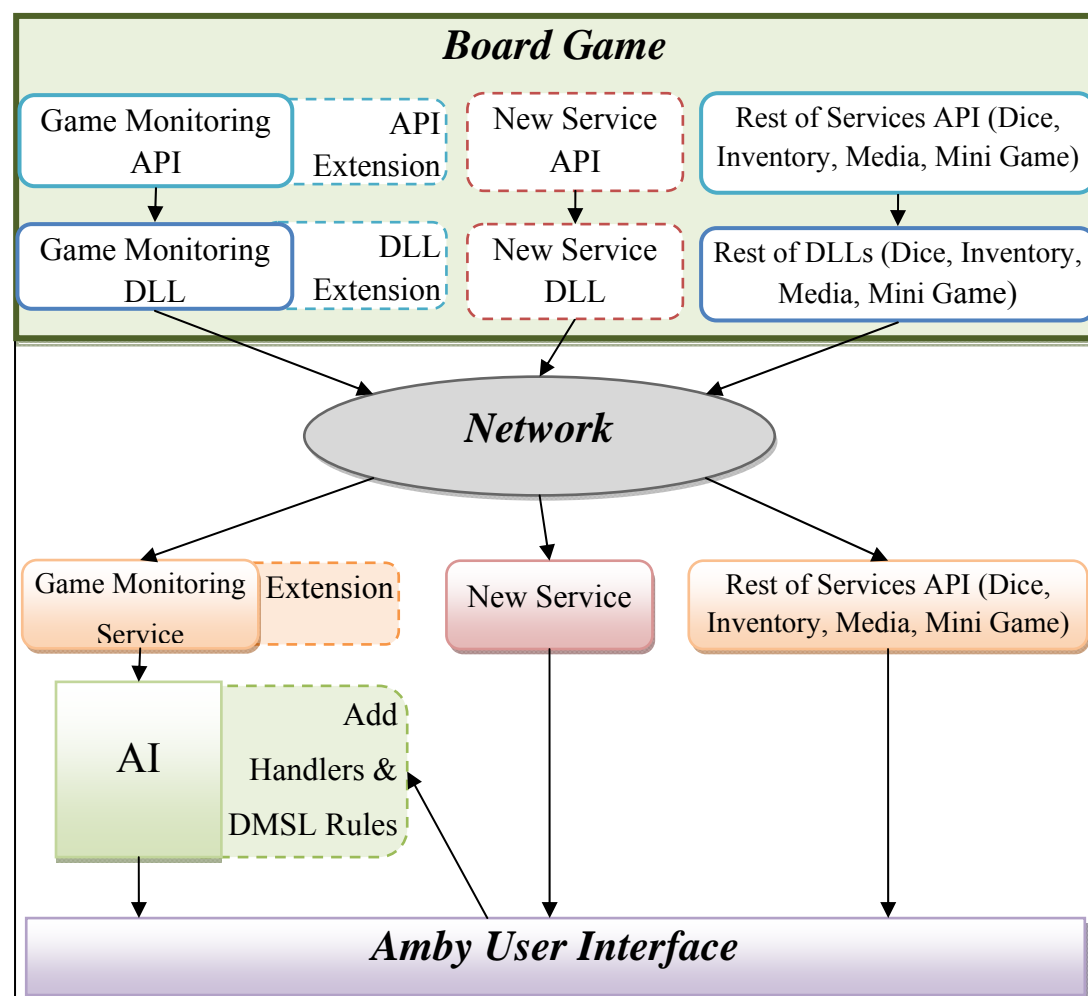 Board Game
Game Monitoring
API
API
Extension
New Service
API
Rest of Services API (Dice,
Inventory, Media, Mini Game)
Game Monitoring
DLL
DLL
Extension
New Service
DLL
Rest of DLLs (Dice, Inventory,
Media, Mini Game)
Network
Game Monitoring
Service
Extension
New Service
Rest of Services API (Dice,
Inventory, Media, Mini Game)
AI
Add
Handlers &
DMSL Rules
Amby User Interface